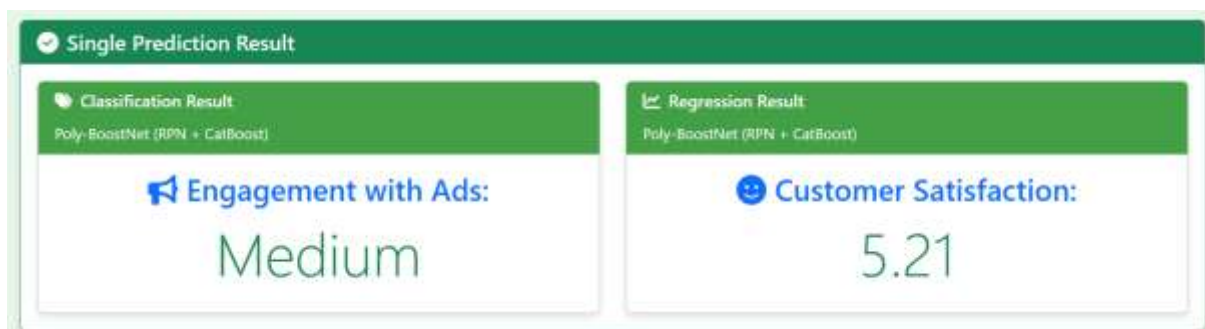 Single Prediction Result
Classification Result
Poly-BoostNet (RPN + CatBoost)
Engagement with Ads:
Medium
Regression Result
Poly-BoostNet (RPN + CatBoost)
Customer Satisfaction:
5.21